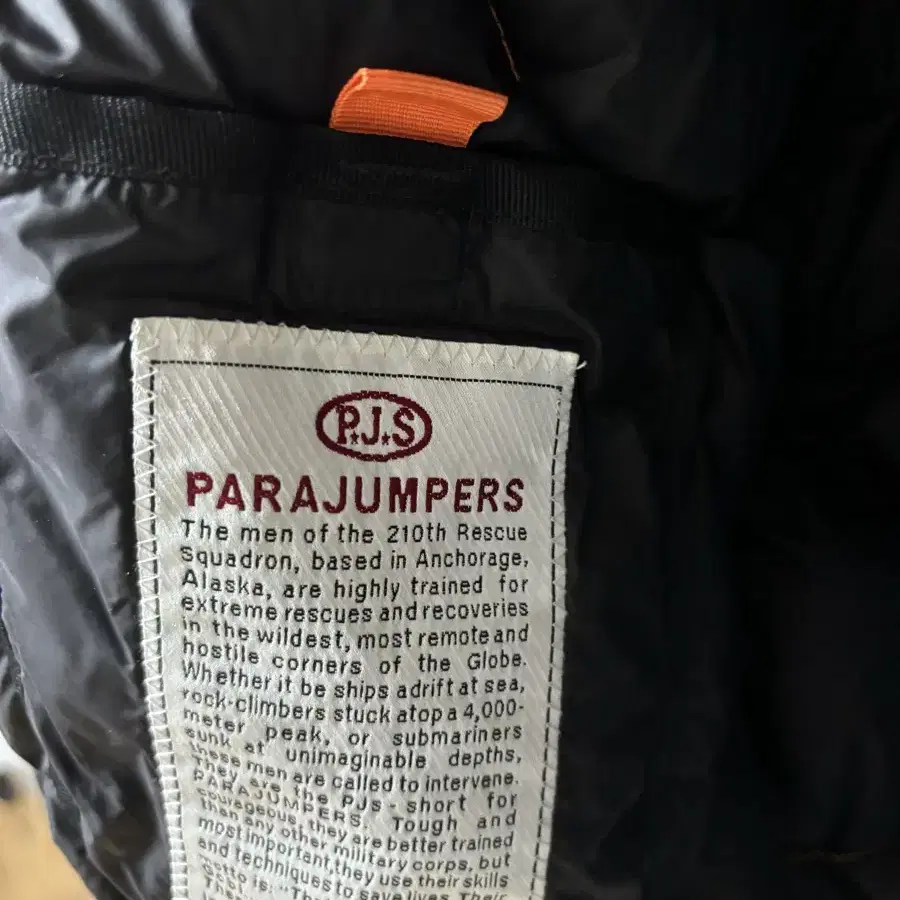 P.J.S
PARAJUMPERS
The men of the 210th Rescue
Squadron, based in Anchorage,
Alaska, are highly trained for
extreme rescues and recoveries
in the wildest, most remote and
hostile corners of the Globe.
Whether it be ships adrift at sea,
rock-climbers stuck atop a 4,000-
meter peak, or submariners
sunk at unimaginable depths,
these men are called to intervene.
They are the PJs - short for
PARAJUMPERS. Tough and
courageous, they are better trained
than any other military corps, but
most important, they use their skills
and techniques to save lives. Their
motto is: "